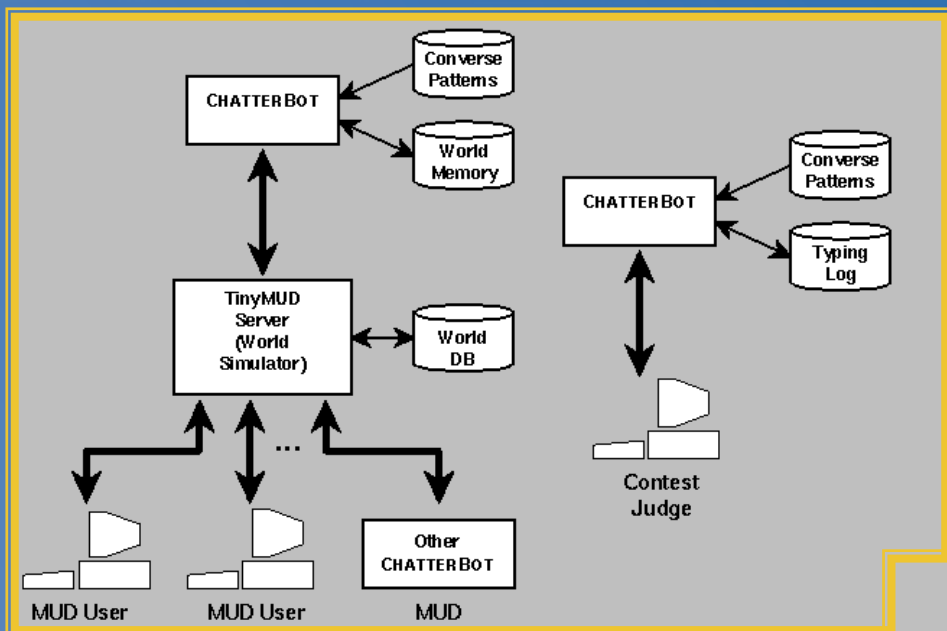 Converse
Patterns
CHATTERBOT
World
Memory
TinyMUD
Server
(World
Simulator)
World
DB
...
MUD User
MUD User
Other
CHATTERBOT
MUD
Converse
Patterns
CHATTERBOT
Typing
Log
Contest
Judge